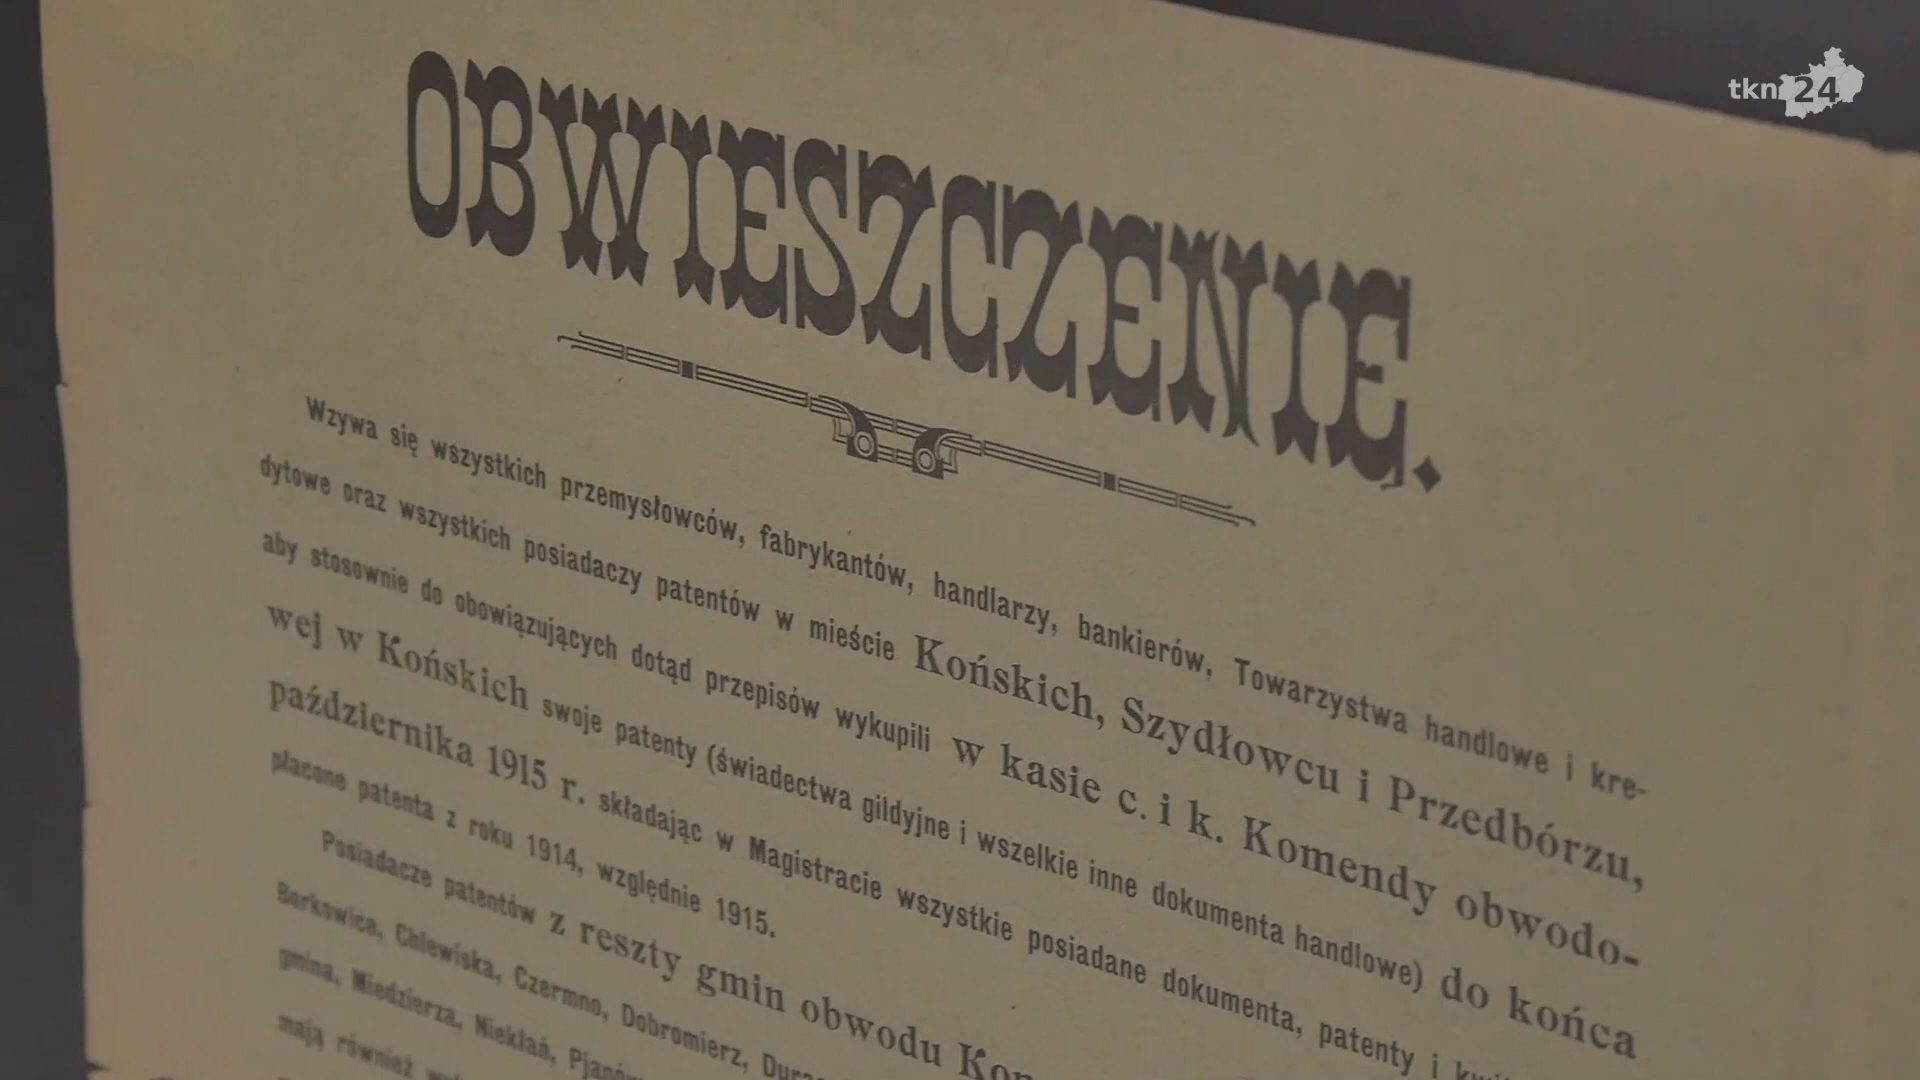 tkn24
OBWIESZCZENIE.
Wzywa się wszystkich przemysłowców, fabrykantów, handlarzy, bankierów, Towarzystwa handlowe i kre-
dytowe oraz wszystkich posiadaczy patentów w mieście Końskich, Szydłowcu i Przedbórzu,
aby stosownie do obowiązujących dotąd przepisów wykupili w kasie c. i k. Komendy obwodo-
wej w Końskich swoje patenty (świadectwa gildyjne i wszelkie inne dokumenta handlowe) do końca
października 1915 r. składając w Magistracie wszystkie posiadane dokumenta, patenty i
płacone patenta z roku 1914, względnie 1915.
Posiadacze patentów z reszty gmin obwodu
Borkowice, Chlewiska, Czermno, Dobromierz,
gmina, Miedzierza, Niekłań,
mają również